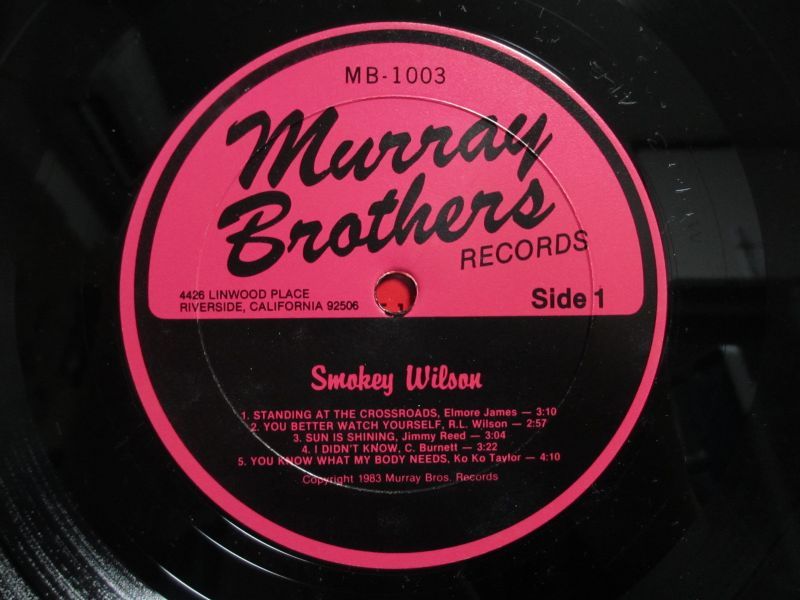 MB-1003
Murray
Brothers
RECORDS
4426 LINWOOD PLACE
RIVERSIDE, CALIFORNIA 92506
Side 1
Smokey Wilson
1. STANDING AT THE CROSSROADS, Elmore James — 3:10
2. YOU BETTER WATCH YOURSELF, R.L. Wilson — 2:57
3. SUN IS SHINING, Jimmy Reed — 3:04
4. I DIDN'T KNOW, C. Burnett — 3:22
5. YOU KNOW WHAT MY BODY NEEDS, Ko Ko Taylor — 4:10
Copyright 1983 Murray Bros. Records